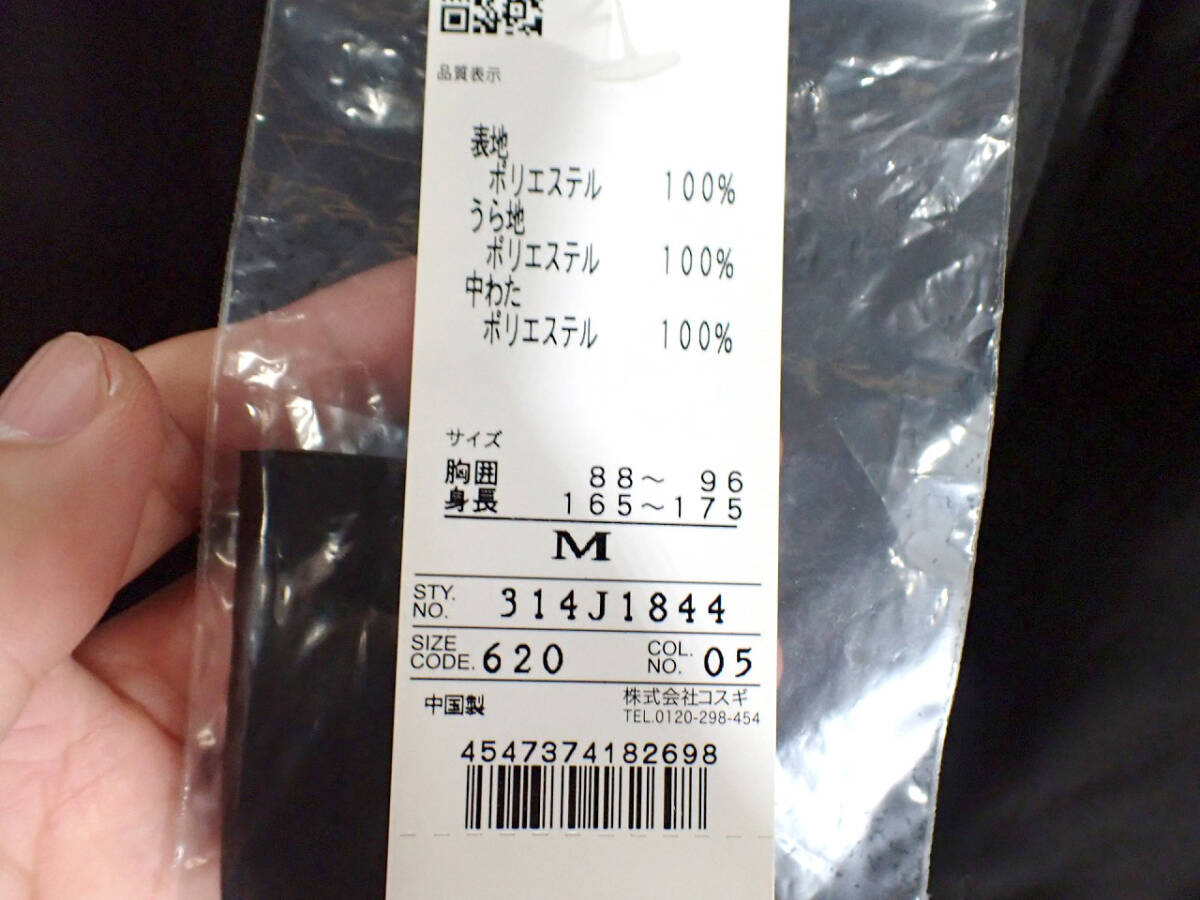 品質表示
表地
ポリエステル 100%
うら地
ポリエステル 100%
中わた
ポリエステル 100%
サイズ
胸囲 88～ 96
身長 165～175
M
STY. NO. 314J1844
SIZE CODE. 620 COL. NO. 05
中国製 株式会社コスギ
TEL.0120-298-454
4547374182698